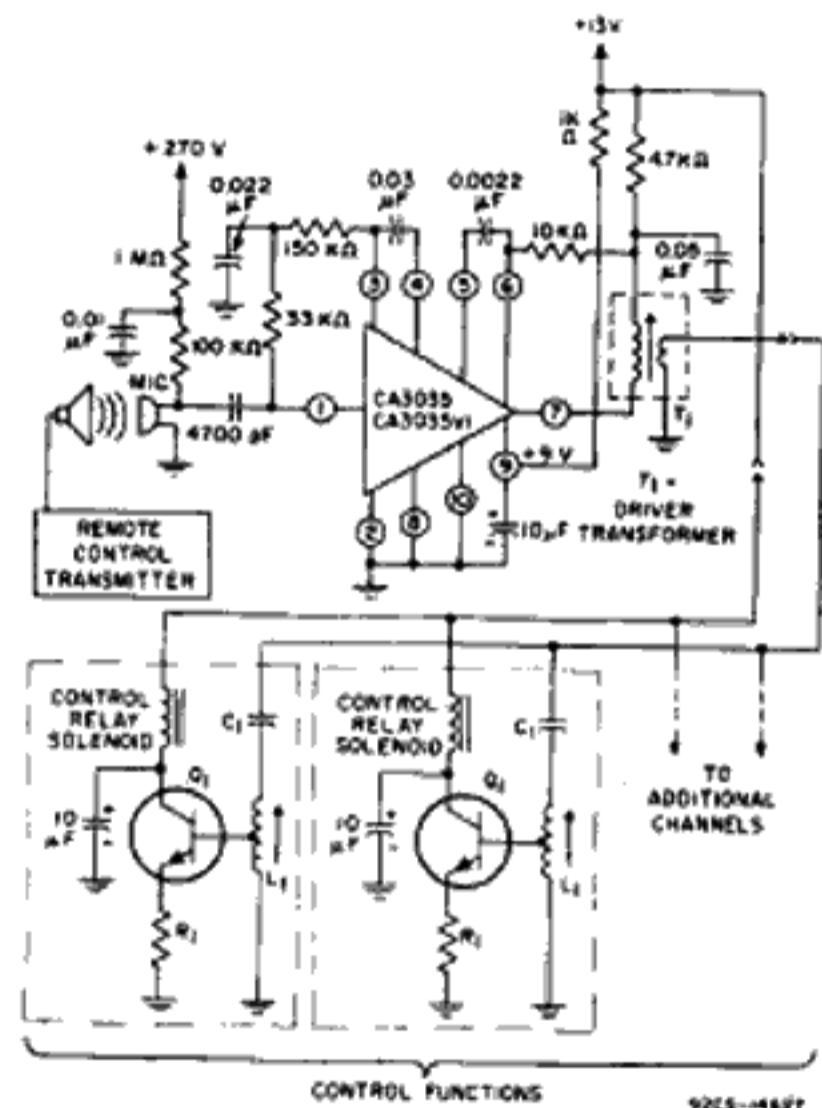 +13V
1K
Ω
4.7KΩ
+270 V
0.022
μF
0.03
μF
0.0022
μF
150 KΩ
10KΩ
0.05
μF
1 MΩ
0.01
μF
100 KΩ
33 KΩ
MIC
4700 pF
3
4
5
6
1
CA3035
CA3035V1
7
9
+9 V
2
8
10
10μF
T1
T1 =
DRIVER
TRANSFORMER
REMOTE
CONTROL
TRANSMITTER
CONTROL
RELAY
SOLENOID
C1
Q1
10
μF
L1
R1
CONTROL
RELAY
SOLENOID
C1
Q1
10
μF
L1
R1
TO
ADDITIONAL
CHANNELS
CONTROL FUNCTIONS